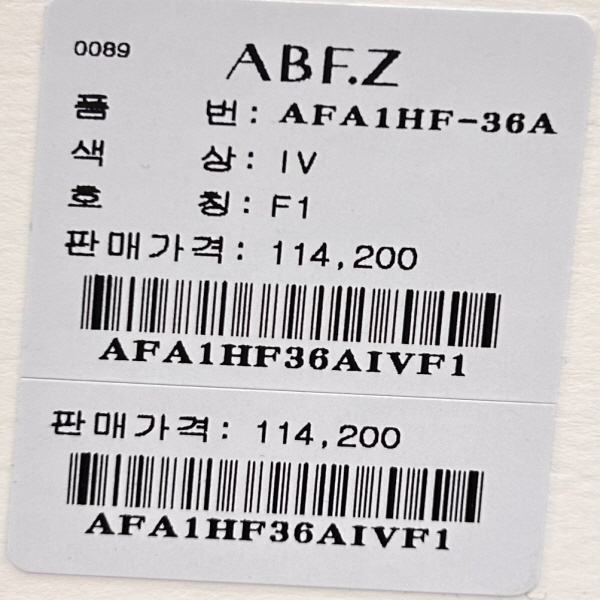 0089 ABF.Z
품 번: AFA1HF-36A
색 상: IV
호 칭: F1
판매가격: 114,200
AFA1HF36AIVF1
판매가격: 114,200
AFA1HF36AIVF1